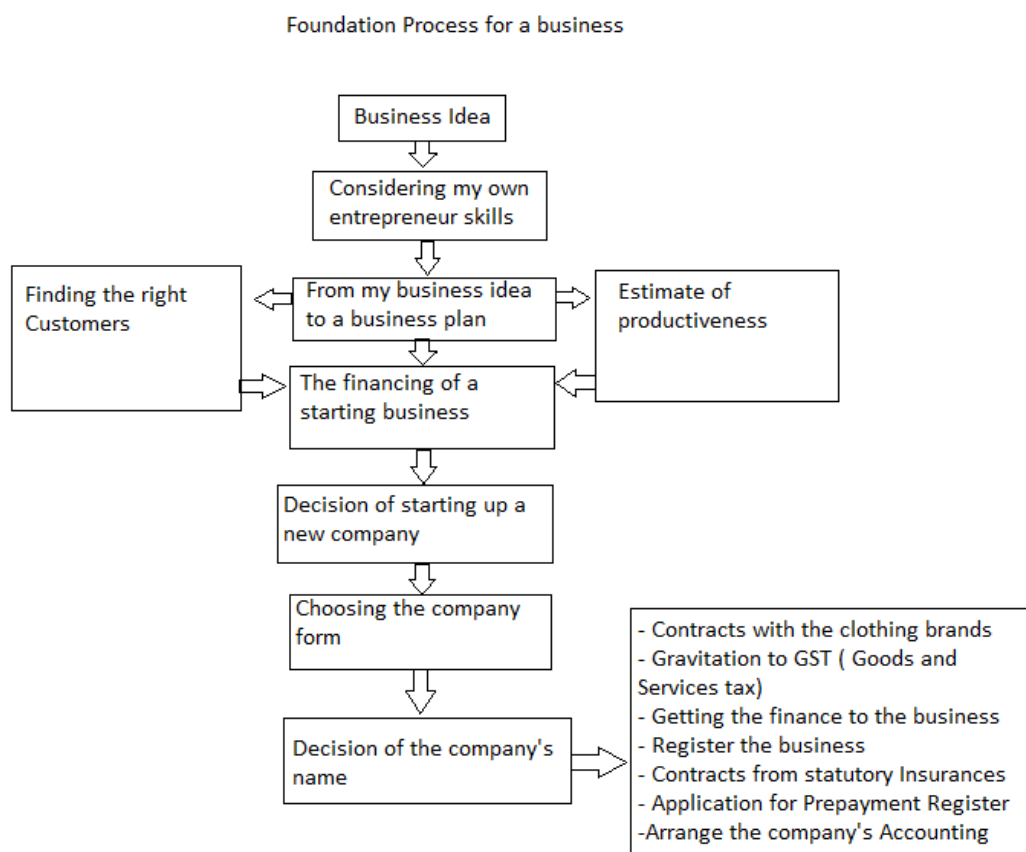 Foundation Process for a business
Business Idea
Considering my own
entrepreneur skills
Finding the right
Customers
From my business idea
to a business plan
Estimate of
productiveness
The financing of a
starting business
Decision of starting up a
new company
Choosing the company
form
Decision of the company's
name
- Contracts with the clothing brands
- Gravitation to GST ( Goods and
Services tax)
- Getting the finance to the business
- Register the business
- Contracts from statutory Insurances
- Application for Prepayment Register
-Arrange the company's Accounting